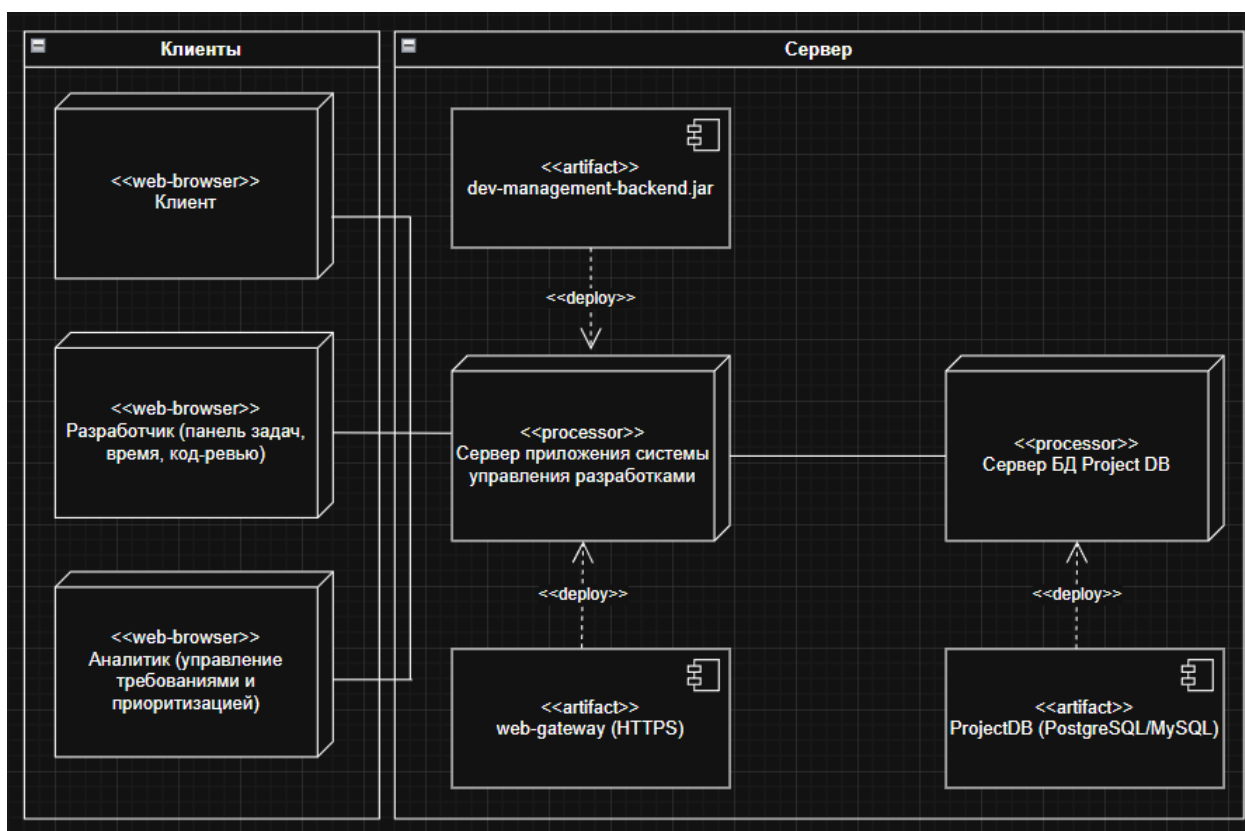 Клиенты
<<web-browser>>
Клиент
<<web-browser>>
Разработчик (панель задач,
время, код-ревью)
<<web-browser>>
Аналитик (управление
требованиями и
приоритизацией)
Сервер
<<artifact>>
dev-management-backend.jar
<<deploy>>
<<processor>>
Сервер приложения системы
управления разработками
<<processor>>
Сервер БД Project DB
<<deploy>>
<<deploy>>
<<artifact>>
web-gateway (HTTPS)
<<artifact>>
ProjectDB (PostgreSQL/MySQL)